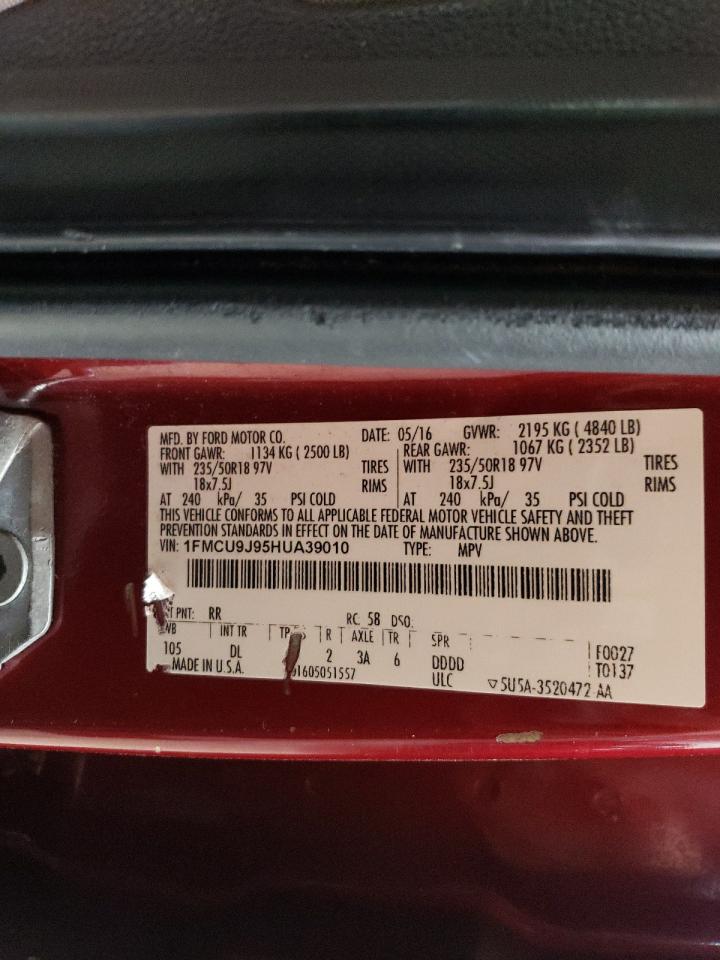 MFD. BY FORD MOTOR CO. DATE: 05/16 GVWR: 2195 KG ( 4840 LB)
FRONT GAWR: 1134 KG ( 2500 LB) REAR GAWR: 1067 KG ( 2352 LB)
WITH 235/50R18 97V TIRES WITH 235/50R18 97V TIRES
18x7.5J RIMS 18x7.5J RIMS
AT 240 kPa/ 35 PSI COLD AT 240 kPa/ 35 PSI COLD
THIS VEHICLE CONFORMS TO ALL APPLICABLE FEDERAL MOTOR VEHICLE SAFETY AND THEFT
PREVENTION STANDARDS IN EFFECT ON THE DATE OF MANUFACTURE SHOWN ABOVE.
VIN: 1FMCU9J95HUA39010 TYPE: MPV
PNT: RR RC: 58 DSO:
WB INT TR R AXLE TR SPR
105 DL 2 3A 6 DDDD F0027
MADE IN U.S.A. ULC T0137
5U5A-3520472 AA